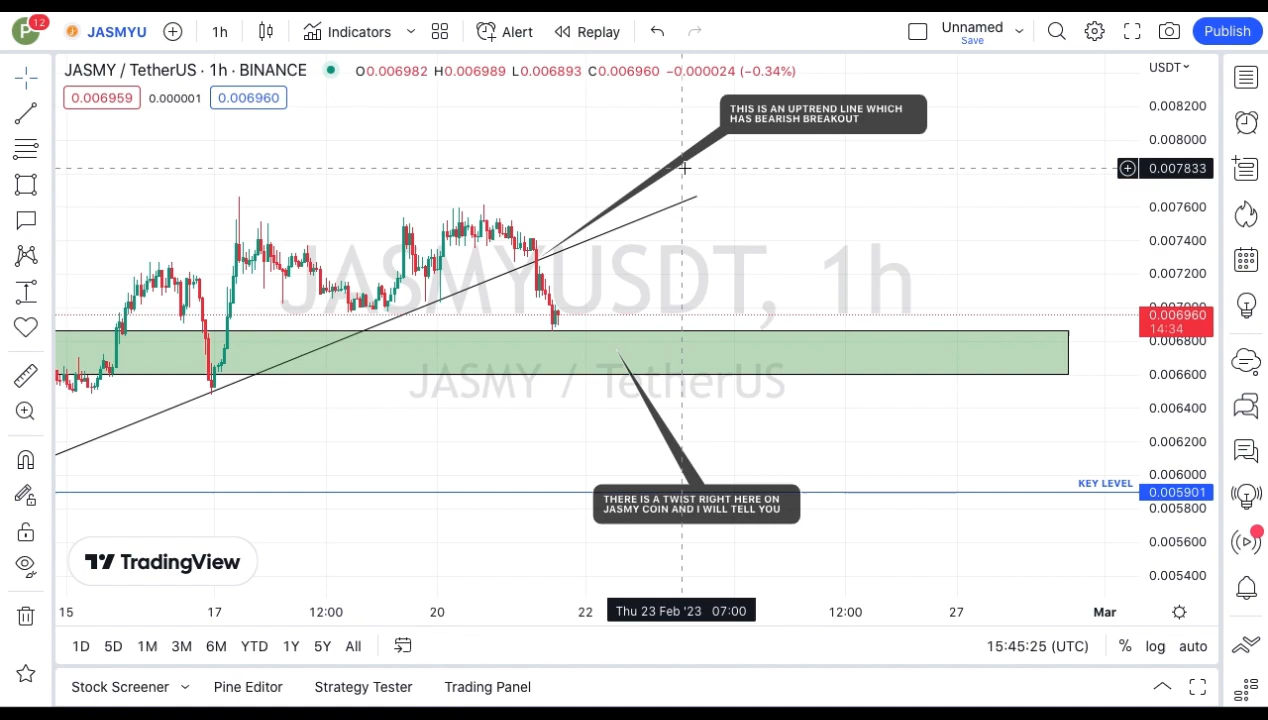 P 12 JASMYU 1h Indicators Alert Replay Unnamed Save Publish
JASMY / TetherUS · 1h · BINANCE O0.006982 H0.006989 L0.006893 C0.006960 −0.000024 (−0.34%) USDT
0.006959 0.000001 0.006960
THIS IS AN UPTREND LINE WHICH
HAS BEARISH BREAKOUT
0.008200
0.008000
0.007833
0.007600
0.007400
0.007200
0.007000
0.006960
14:34
0.006800
0.006600
0.006400
0.006200
0.006000
KEY LEVEL 0.005901
0.005800
0.005600
0.005400
JASMYUSDT, 1h
JASMY / TetherUS
THERE IS A TWIST RIGHT HERE ON
JASMY COIN AND I WILL TELL YOU
TradingView
15 17 12:00 20 22 Thu 23 Feb '23 07:00 12:00 27 Mar
1D 5D 1M 3M 6M YTD 1Y 5Y All 15:45:25 (UTC) % log auto
Stock Screener Pine Editor Strategy Tester Trading Panel